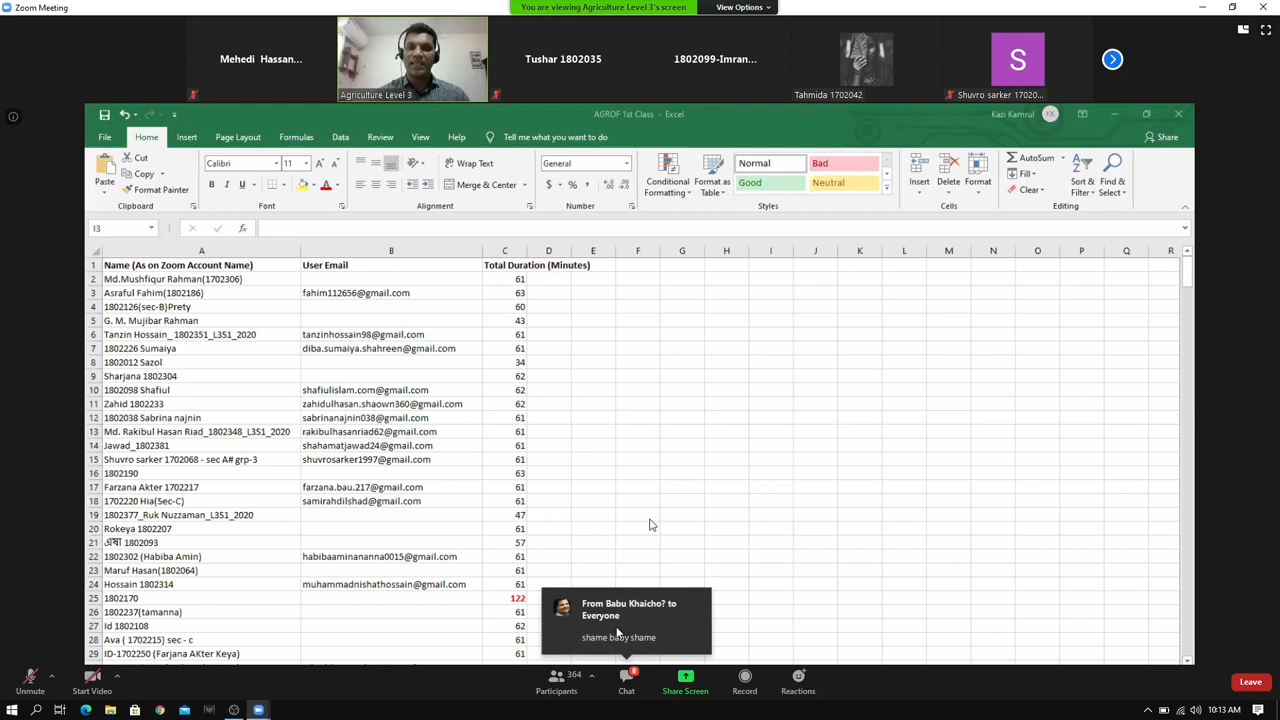 Zoom Meeting
You are viewing Agriculture Level 3's screen
View Options
Mehedi Hassan...
Agriculture Level 3
Tushar 1802035
1802099-Imran...
Tahmida 1702042
S
Shuvro sarker 17020...
AGROF 1st Class - Excel
Kazi Kamrul
KK
File Home Insert Page Layout Formulas Data Review View Help Tell me what you want to do
Share
Paste
Cut
Copy
Format Painter
Clipboard
Calibri 11
B I U
Font
Wrap Text
Merge & Center
Alignment
General
$ % ,
Number
Conditional Formatting
Format as Table
Normal Bad
Good Neutral
Styles
Insert Delete Format
Cells
AutoSum
Fill
Clear
Sort & Filter
Find & Select
Editing
I3
A B C D E F G H I J K L M N O P Q R
1 Name (As on Zoom Account Name) User Email Total Duration (Minutes)
2 Md.Mushfiqur Rahman(1702306) 61
3 Asraful Fahim(1802186) fahim112656@gmail.com 63
4 1802126(sec-B)Prety 60
5 G. M. Mujibar Rahman 43
6 Tanzin Hossain_ 1802351_L3S1_2020 tanzinhossain98@gmail.com 61
7 1802226 Sumaiya diba.sumaiya.shahreen@gmail.com 61
8 1802012 Sazol 34
9 Sharjana 1802304 62
10 1802098 Shafiul shafiulislam.com@gmail.com 62
11 Zahid 1802233 zahidulhasan.shaown360@gmail.com 62
12 1802038 Sabrina najnin sabrinanajnin038@gmail.com 61
13 Md. Rakibul Hasan Riad_1802348_L3S1_2020 rakibulhasanriad62@gmail.com 61
14 Jawad_1802381 shahamatjawad24@gmail.com 61
15 Shuvro sarker 1702068 - sec A# grp-3 shuvrosarker1997@gmail.com 61
16 1802190 63
17 Farzana Akter 1702217 farzana.bau.217@gmail.com 61
18 1702220 Hia(Sec-C) samirahdilshad@gmail.com 61
19 1802377_Ruk Nuzzaman_L3S1_2020 47
20 Rokeya 1802207 61
21 এষা 1802093 57
22 1802302 (Habiba Amin) habibaaminananna0015@gmail.com 61
23 Maruf Hasan(1802064) 61
24 Hossain 1802314 muhammadnishathossain@gmail.com 61
25 1802170 122
26 1802237(tamanna) 61
27 Id 1802108 62
28 Ava ( 1702215) sec - c 61
29 ID-1702250 (Farjana AKter Keya) 61
From Babu Khaicho? to
Everyone
shame baby shame
Unmute
Start Video
364
Participants
8
Chat
Share Screen
Record
Reactions
Leave
10:13 AM